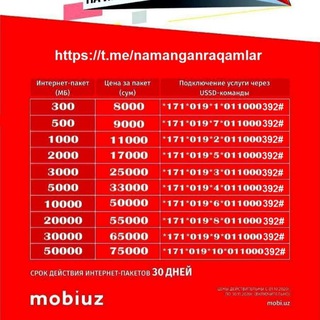 https://t.me/namanganraqamlar
Интернет-пакет (МБ) Цена за пакет (сум) Подключение услуги через USSD-команды
300 8000 *171*019*1*011000392#
500 9000 *171*019*7*011000392#
1000 11000 *171*019*2*011000392#
2000 17000 *171*019*5*011000392#
3000 25000 *171*019*3*011000392#
5000 33000 *171*019*4*011000392#
10000 50000 *171*019*6*011000392#
20000 55000 *171*019*8*011000392#
30000 65000 *171*019*9*011000392#
50000 75000 *171*019*10*011000392#
СРОК ДЕЙСТВИЯ ИНТЕРНЕТ-ПАКЕТОВ 30 ДНЕЙ
mobiuz
mobi.uz